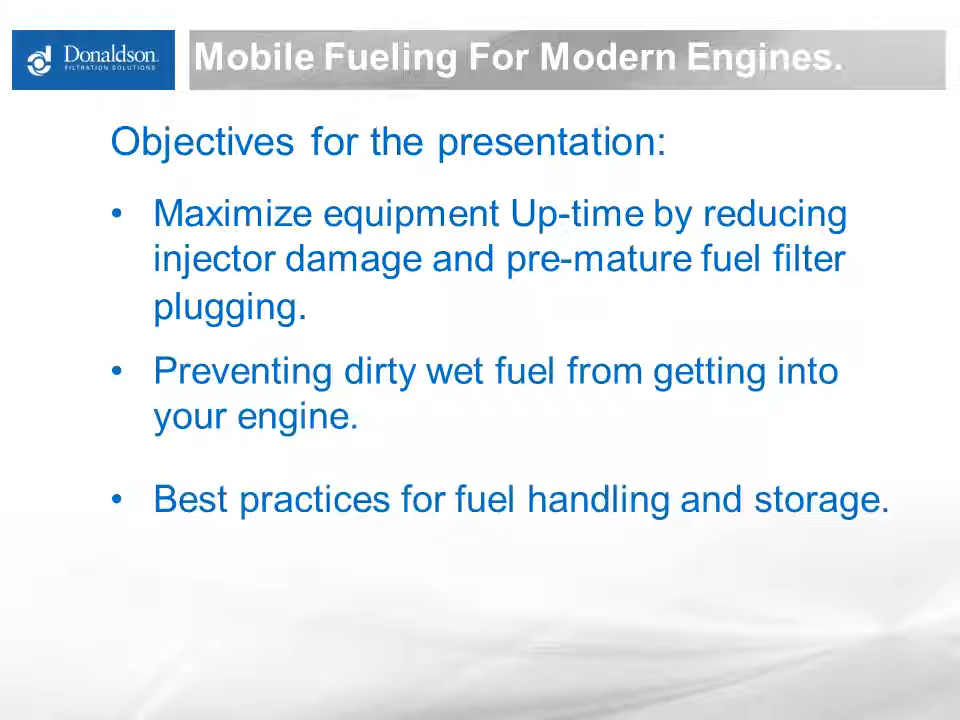 Donaldson.
FILTRATION SOLUTIONS
Mobile Fueling For Modern Engines.
Objectives for the presentation:
• Maximize equipment Up-time by reducing
injector damage and pre-mature fuel filter
plugging.
• Preventing dirty wet fuel from getting into
your engine.
• Best practices for fuel handling and storage.